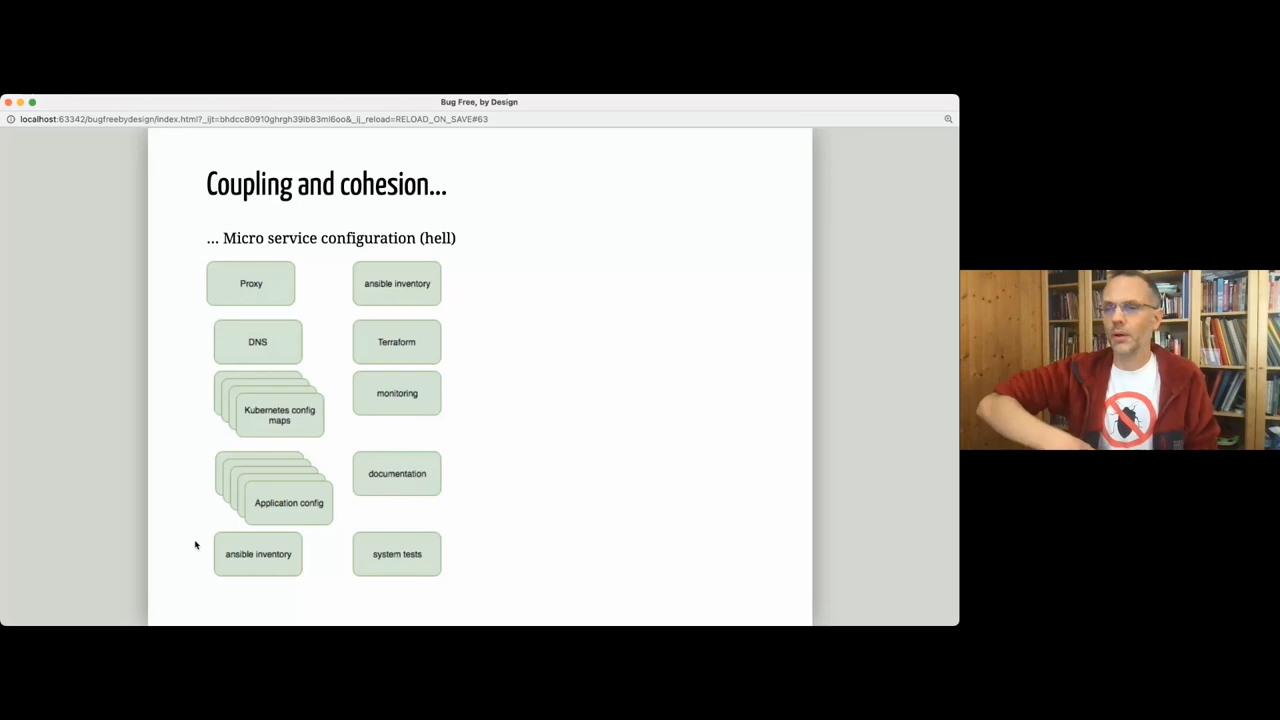 Bug Free, by Design
localhost:63342/bugfreebydesign/index.html?_ijt=bhdcc80910ghrgh39ib83ml6oo&_ij_reload=RELOAD_ON_SAVE#63
Coupling and cohesion...
... Micro service configuration (hell)
Proxy
ansible inventory
DNS
Terraform
Kubernetes config
maps
monitoring
Application config
documentation
ansible inventory
system tests